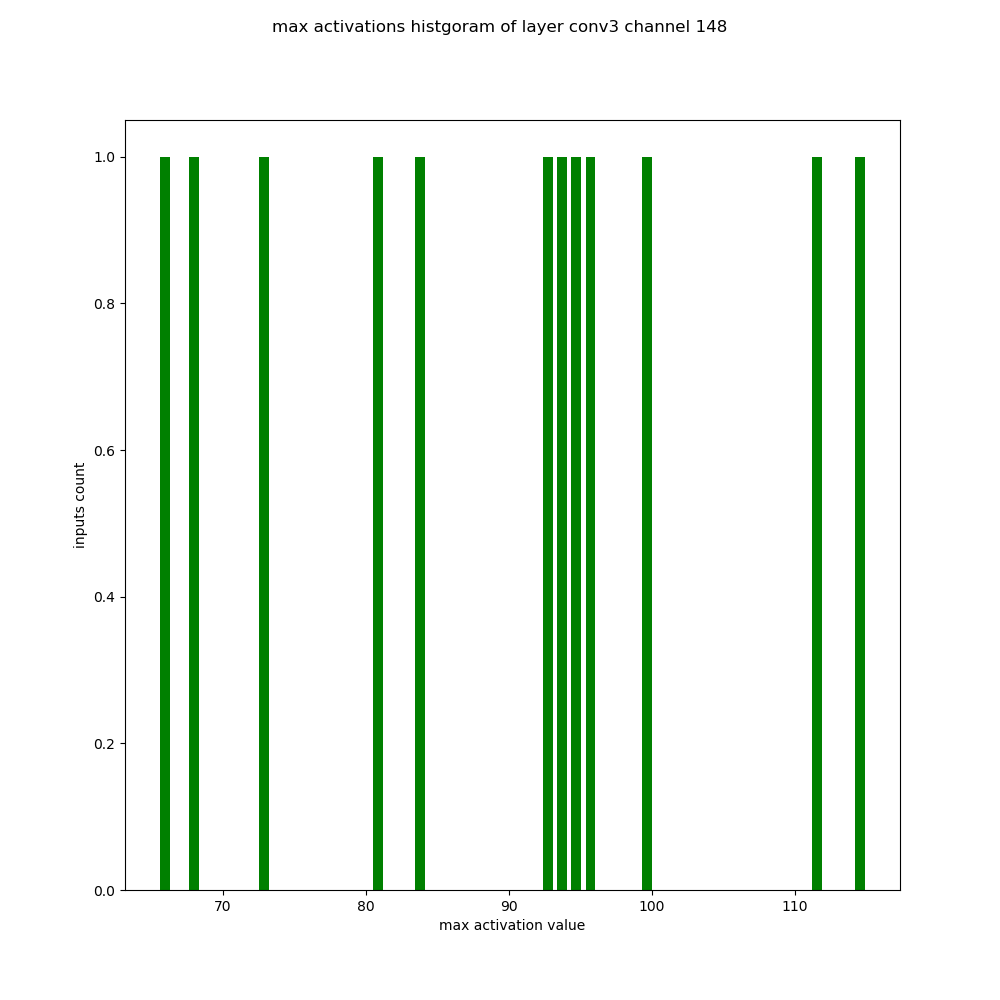 max activations histgoram of layer conv3 channel 148
1.0
0.8
0.6
0.4
0.2
0.0
inputs count
70 80 90 100 110
max activation value